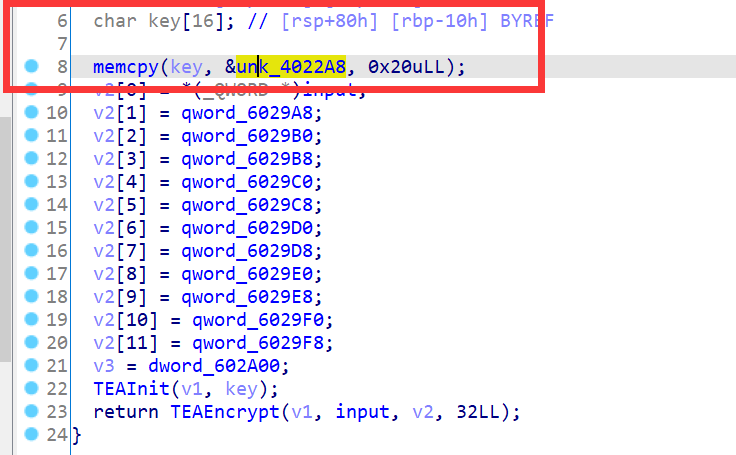 6 char key[16]; // [rsp+80h] [rbp-10h] BYREF
7
8 memcpy(key, &unk_4022A8, 0x20uLL);
9 v2[0] = *(_QWORD *)input;
10 v2[1] = qword_6029A8;
11 v2[2] = qword_6029B0;
12 v2[3] = qword_6029B8;
13 v2[4] = qword_6029C0;
14 v2[5] = qword_6029C8;
15 v2[6] = qword_6029D0;
16 v2[7] = qword_6029D8;
17 v2[8] = qword_6029E0;
18 v2[9] = qword_6029E8;
19 v2[10] = qword_6029F0;
20 v2[11] = qword_6029F8;
21 v3 = dword_602A00;
22 TEAInit(v1, key);
23 return TEAEncrypt(v1, input, v2, 32LL);
24 }